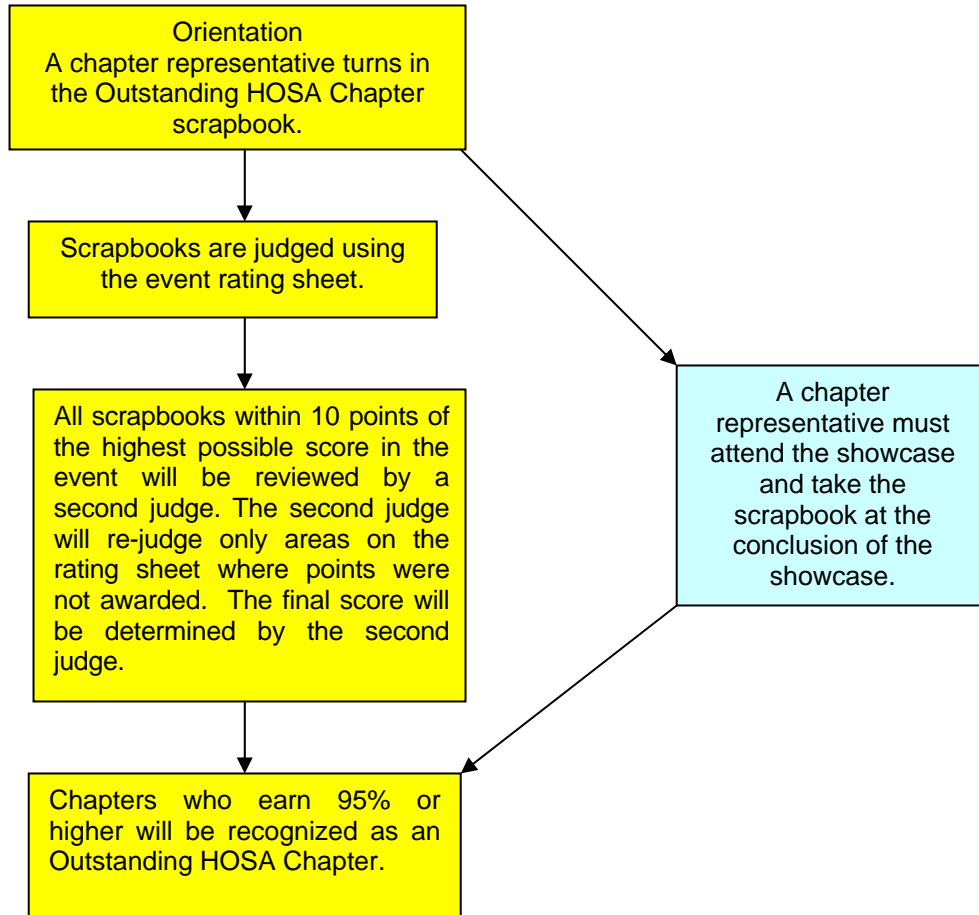 Orientation
A chapter representative turns in
the Outstanding HOSA Chapter
scrapbook.
Scrapbooks are judged using
the event rating sheet.
All scrapbooks within 10 points of
the highest possible score in the
event will be reviewed by a
second judge. The second judge
will re-judge only areas on the
rating sheet where points were
not awarded. The final score will
be determined by the second
judge.
A chapter
representative must
attend the showcase
and take the
scrapbook at the
conclusion of the
showcase.
Chapters who earn 95% or
higher will be recognized as an
Outstanding HOSA Chapter.